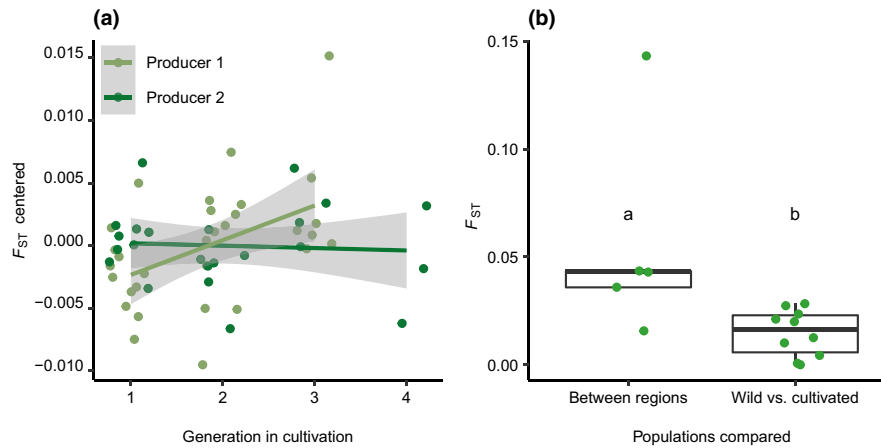 (a)
(b)
Producer 1
Producer 2
FST centered
0.015
0.010
0.005
0.000
−0.005
−0.010
1 2 3 4
Generation in cultivation
FST
0.15
0.10
0.05
0.00
a b
Between regions Wild vs. cultivated
Populations compared